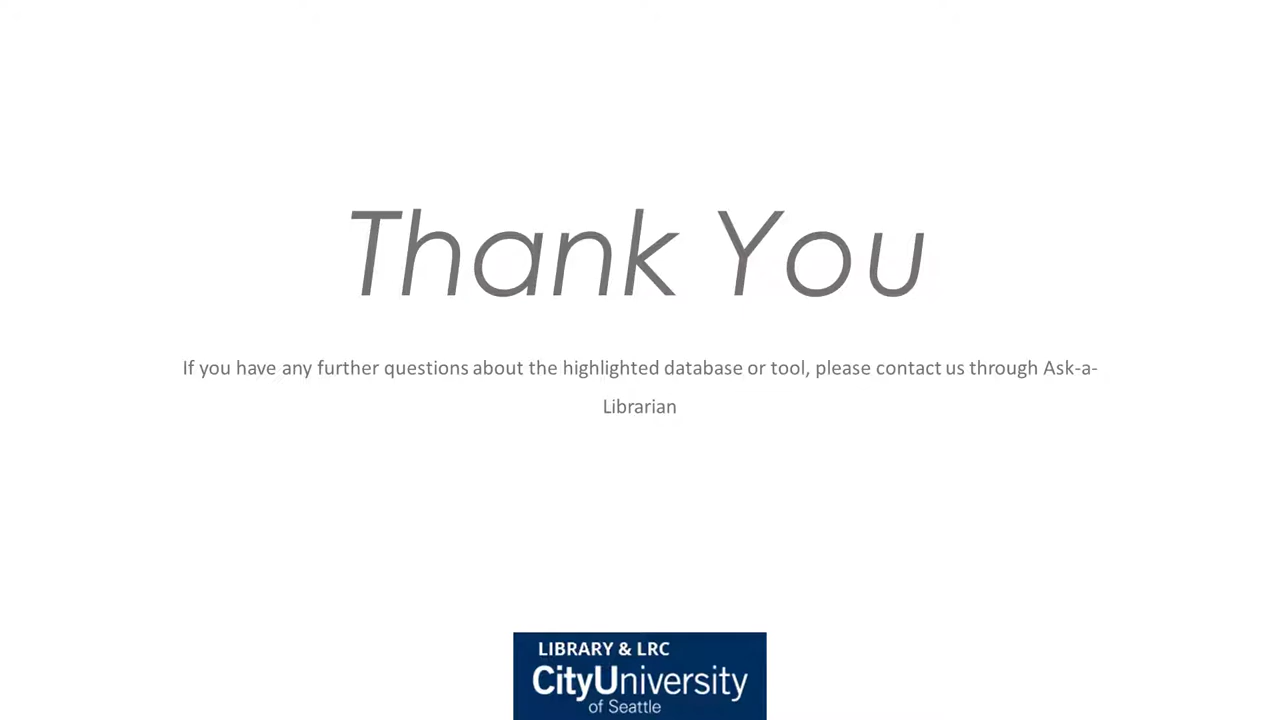 Thank You
If you have any further questions about the highlighted database or tool, please contact us through Ask-a-
Librarian
LIBRARY & LRC
CityUniversity
of Seattle